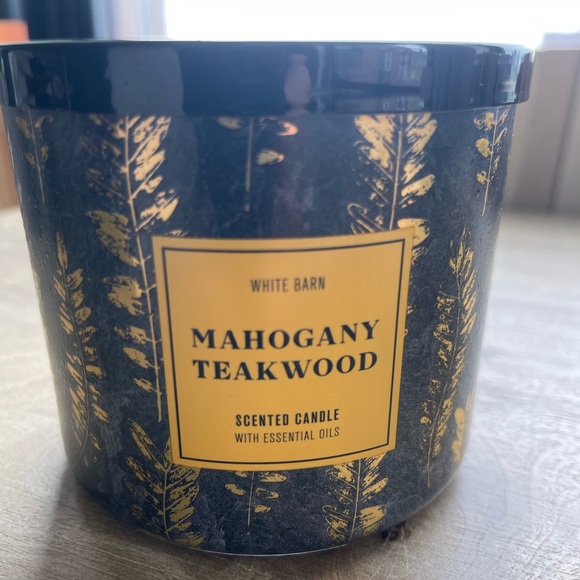 WHITE BARN
MAHOGANY
TEAKWOOD
SCENTED CANDLE
WITH ESSENTIAL OILS